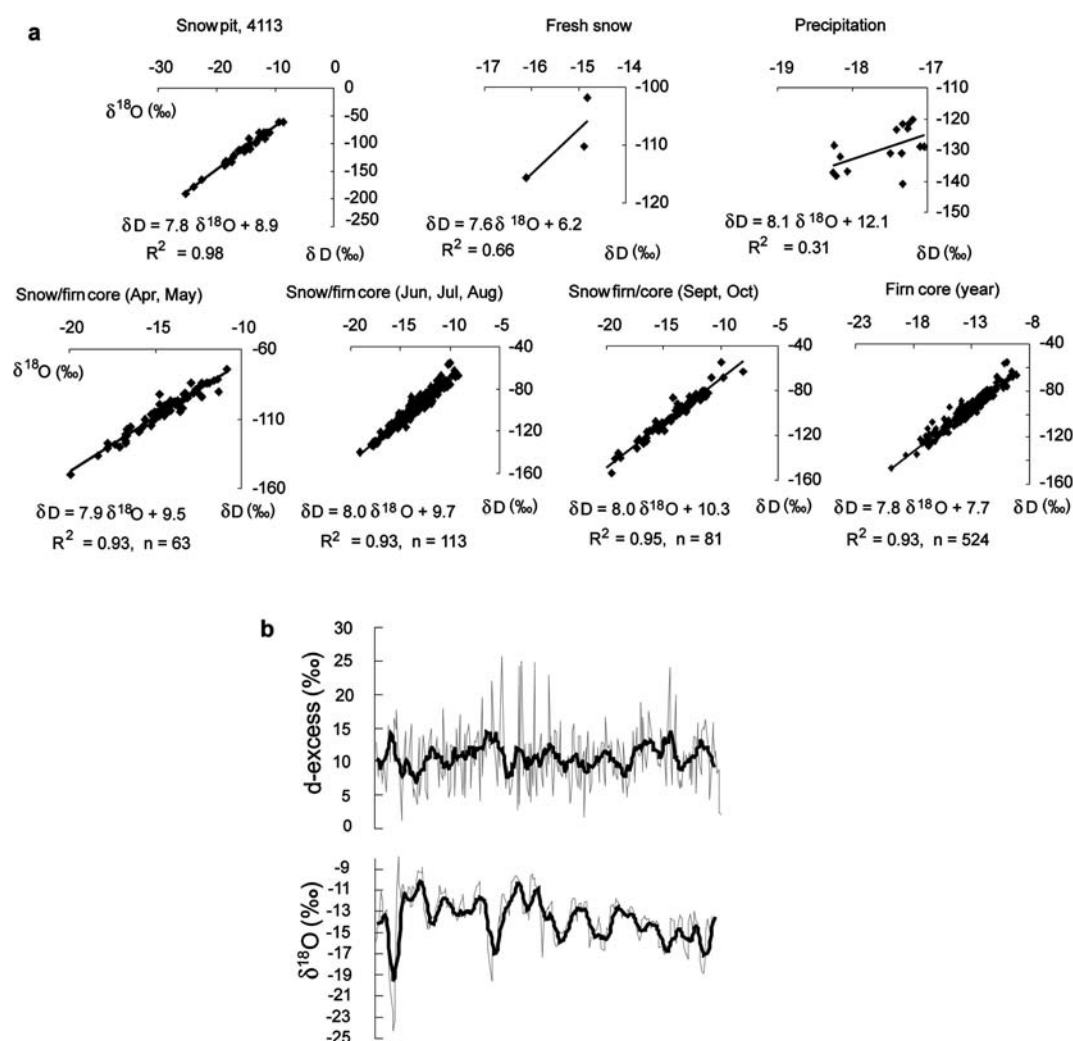 a
Snow pit, 4113
-30 -20 -10 0
0
-50
-100
-150
-200
-250
δ18O (‰)
δD = 7.8 δ18O + 8.9
R2 = 0.98
δD (‰)
Fresh snow
-17 -16 -15 -14
-100
-110
-120
δD = 7.6 δ18O + 6.2
R2 = 0.66
δD (‰)
Precipitation
-19 -18 -17
-110
-120
-130
-140
-150
δD = 8.1 δ18O + 12.1
R2 = 0.31
δD (‰)
Snow/firn core (Apr, May)
-20 -15 -10
-60
-110
-160
δ18O (‰)
δD = 7.9 δ18O + 9.5
R2 = 0.93, n = 63
δD (‰)
Snow/firn core (Jun, Jul, Aug)
-20 -15 -10 -5
-40
-80
-120
-160
δD = 8.0 δ18O + 9.7
R2 = 0.93, n = 113
δD (‰)
Snow firn/core (Sept, Oct)
-20 -15 -10 -5
-40
-80
-120
-160
δD = 8.0 δ18O + 10.3
R2 = 0.95, n = 81
δD (‰)
Firn core (year)
-23 -18 -13 -8
-40
-80
-120
-160
δD = 7.8 δ18O + 7.7
R2 = 0.93, n = 524
δD (‰)
b
d-excess (‰)
30
25
20
15
10
5
0
δ18O (‰)
-9
-11
-13
-15
-17
-19
-21
-23
-25